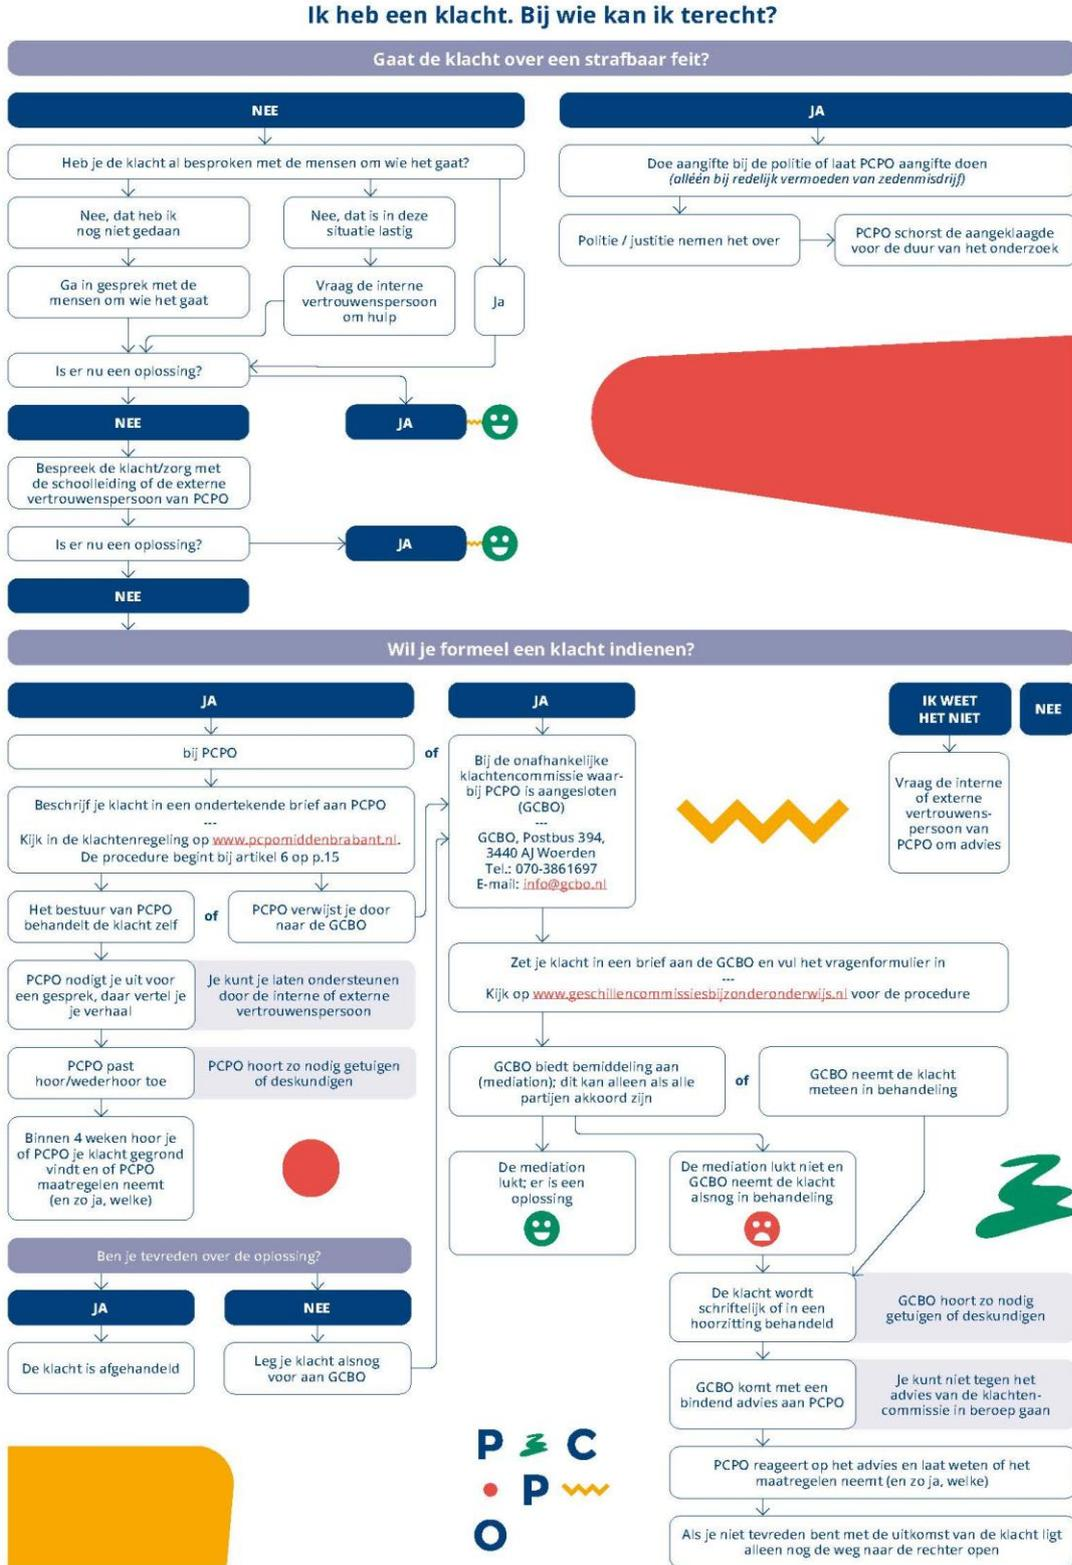 Ik heb een klacht. Bij wie kan ik terecht?
Gaat de klacht over een strafbaar feit?
NEE
Heb je de klacht al besproken met de mensen om wie het gaat?
Nee, dat heb ik
nog niet gedaan
Nee, dat is in deze
situatie lastig
Ga in gesprek met de
mensen om wie het gaat
Vraag de interne
vertrouwenspersoon
om hulp
Ja
Is er nu een oplossing?
NEE
JA
Bespreek de klacht/zorg met
de schoolleiding of de externe
vertrouwenspersoon van PCPO
Is er nu een oplossing?
JA
NEE
JA
Doe aangifte bij de politie of laat PCPO aangifte doen
(alléén bij redelijk vermoeden van zedenmisdrijf)
Politie / justitie nemen het over
PCPO schorst de aangeklaagde
voor de duur van het onderzoek
Wil je formeel een klacht indienen?
JA
bij PCPO
of
Beschrijf je klacht in een ondertekende brief aan PCPO
---
Kijk in de klachtenregeling op www.pcpomiddenbrabant.nl.
De procedure begint bij artikel 6 op p.15
Het bestuur van PCPO
behandelt de klacht zelf
of
PCPO verwijst je door
naar de GCBO
PCPO nodigt je uit voor
een gesprek, daar vertel je
je verhaal
Je kunt je laten ondersteunen
door de interne of externe
vertrouwenspersoon
PCPO past
hoor/wederhoor toe
PCPO hoort zo nodig getuigen
of deskundigen
Binnen 4 weken hoor je
of PCPO je klacht gegrond
vindt en of PCPO
maatregelen neemt
(en zo ja, welke)
Ben je tevreden over de oplossing?
JA
NEE
De klacht is afgehandeld
Leg je klacht alsnog
voor aan GCBO
JA
Bij de onafhankelijke
klachtencommissie waar-
bij PCPO is aangesloten
(GCBO)
---
GCBO, Postbus 394,
3440 AJ Woerden
Tel.: 070-3861697
E-mail: info@gcbo.nl
IK WEET
HET NIET
NEE
Vraag de interne
of externe
vertrouwens-
persoon van
PCPO om advies
Zet je klacht in een brief aan de GCBO en vul het vragenformulier in
---
Kijk op www.geschillencommissiesbijzonderonderwijs.nl voor de procedure
GCBO biedt bemiddeling aan
(mediation); dit kan alleen als alle
partijen akkoord zijn
of
GCBO neemt de klacht
meteen in behandeling
De mediation
lukt; er is een
oplossing
De mediation lukt niet en
GCBO neemt de klacht
alsnog in behandeling
De klacht wordt
schriftelijk of in een
hoorzitting behandeld
GCBO hoort zo nodig
getuigen of deskundigen
GCBO komt met een
bindend advies aan PCPO
Je kunt niet tegen het
advies van de klachten-
commissie in beroep gaan
PCPO reageert op het advies en laat weten of het
maatregelen neemt (en zo ja, welke)
Als je niet tevreden bent met de uitkomst van de klacht ligt
alleen nog de weg naar de rechter open
P C
P
O